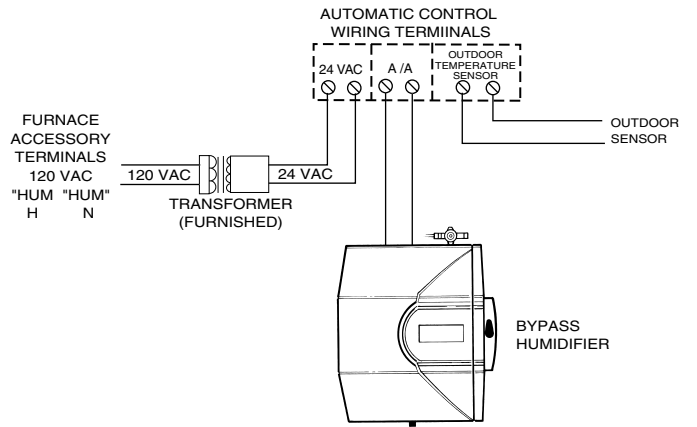 AUTOMATIC CONTROL
WIRING TERMIINALS
24 VAC
A /A
OUTDOOR
TEMPERATURE
SENSOR
OUTDOOR
SENSOR
FURNACE
ACCESSORY
TERMINALS
120 VAC
"HUM "HUM"
H N
120 VAC
24 VAC
TRANSFORMER
(FURNISHED)
BYPASS
HUMIDIFIER